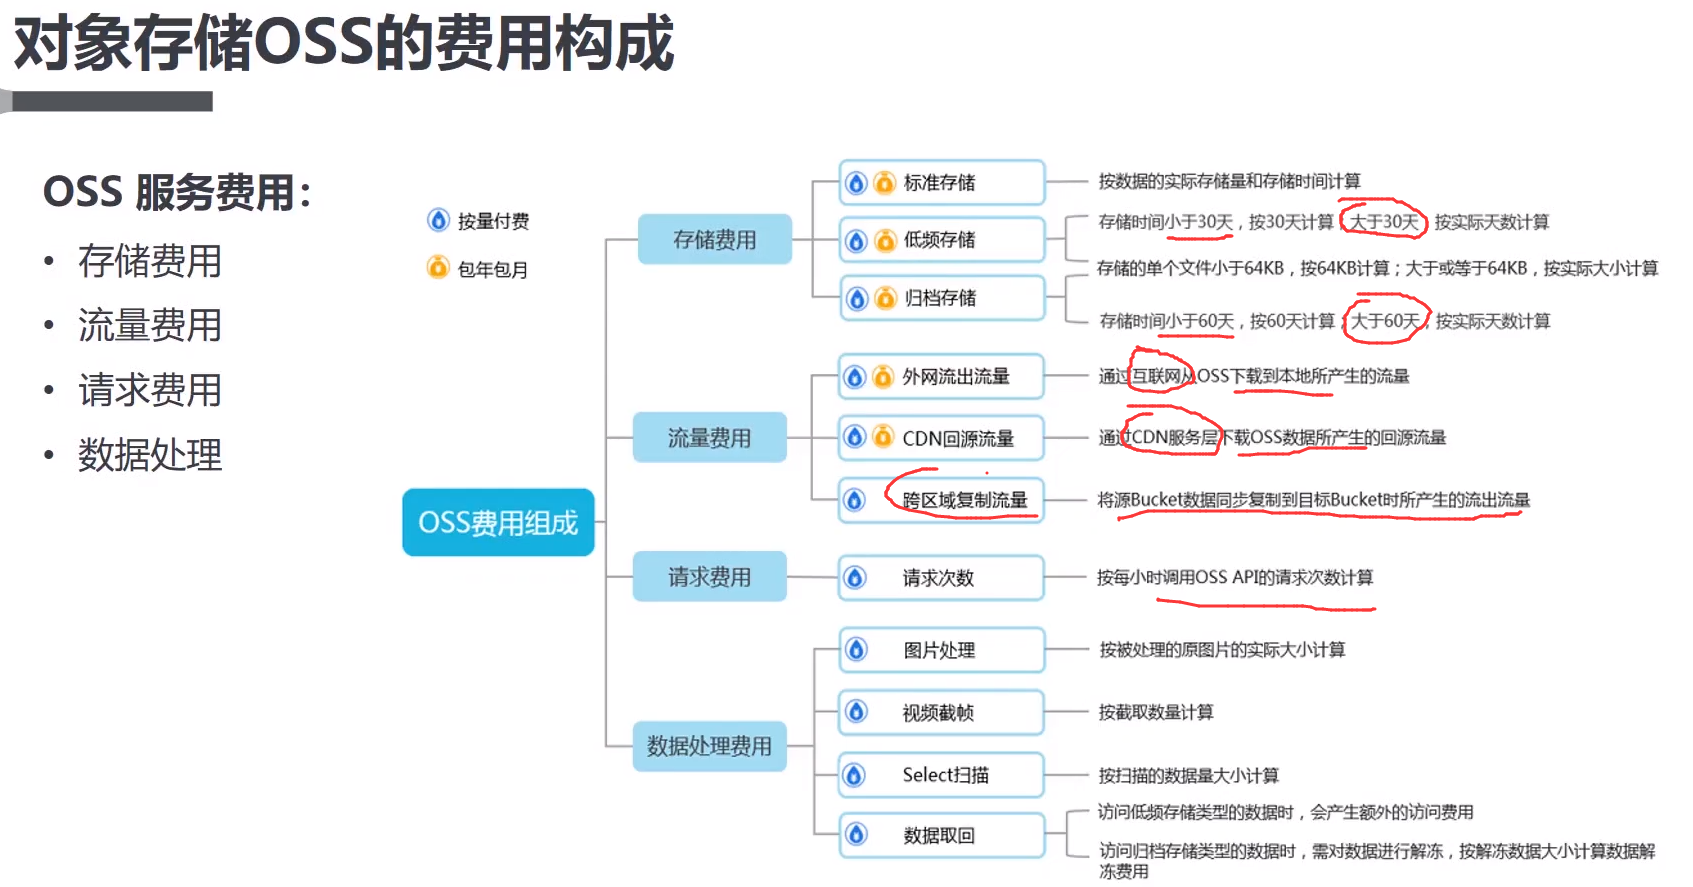 对象存储OSS的费用构成
OSS 服务费用：
• 存储费用
• 流量费用
• 请求费用
• 数据处理
按量付费
包年包月
OSS费用组成
存储费用
标准存储
按数据的实际存储量和存储时间计算
低频存储
存储时间小于30天，按30天计算 大于30天 按实际天数计算
存储的单个文件小于64KB，按64KB计算；大于或等于64KB，按实际大小计算
归档存储
存储时间小于60天，按60天计算 大于60天，按实际天数计算
流量费用
外网流出流量
通过互联网从OSS下载到本地所产生的流量
CDN回源流量
通过CDN服务层下载OSS数据所产生的回源流量
跨区域复制流量
将源Bucket数据同步复制到目标Bucket时所产生的流出流量
请求费用
请求次数
按每小时调用OSS API的请求次数计算
数据处理费用
图片处理
按被处理的原图片的实际大小计算
视频截帧
按截取数量计算
Select扫描
按扫描的数据量大小计算
数据取回
访问低频存储类型的数据时，会产生额外的访问费用
访问归档存储类型的数据时，需对数据进行解冻，按解冻数据大小计算数据解
冻费用